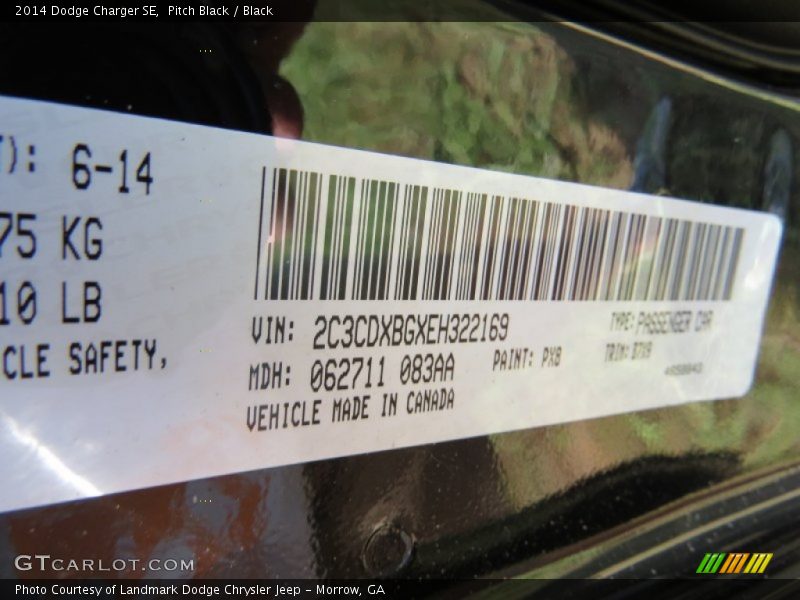 2014 Dodge Charger SE, Pitch Black / Black
): 6-14
75 KG
10 LB
CLE SAFETY,
VIN: 2C3CDXBGXEH322169
TYPE: PASSENGER CAR
MDH: 062711 083AA
PAINT: PX8
TRIM: B7X9
VEHICLE MADE IN CANADA
GTCARLOT.COM
Photo Courtesy of Landmark Dodge Chrysler Jeep – Morrow, GA